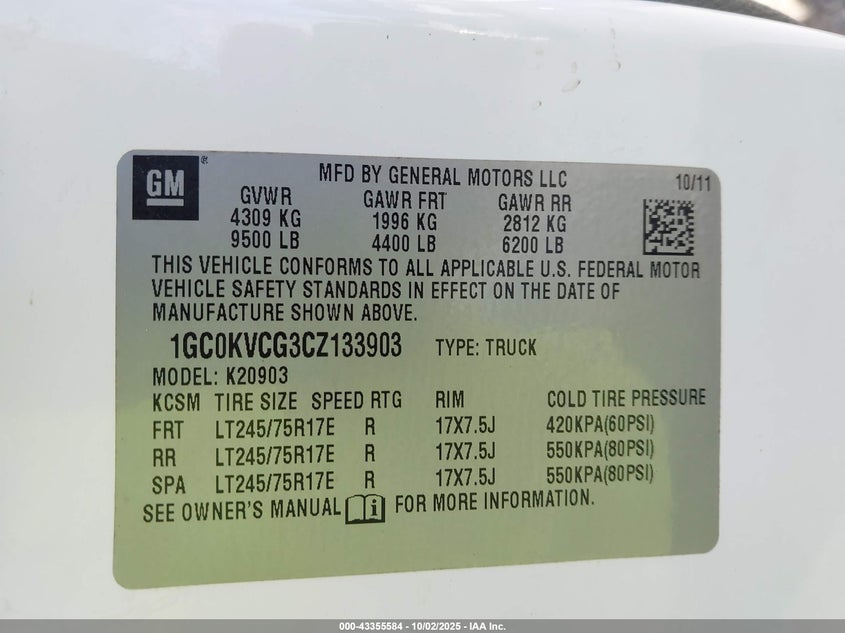 GM ®
MFD BY GENERAL MOTORS LLC 10/11
GVWR GAWR FRT GAWR RR
4309 KG 1996 KG 2812 KG
9500 LB 4400 LB 6200 LB
THIS VEHICLE CONFORMS TO ALL APPLICABLE U.S. FEDERAL MOTOR
VEHICLE SAFETY STANDARDS IN EFFECT ON THE DATE OF
MANUFACTURE SHOWN ABOVE.
1GC0KVCG3CZ133903 TYPE: TRUCK
MODEL: K20903
KCSM TIRE SIZE SPEED RTG RIM COLD TIRE PRESSURE
FRT LT245/75R17E R 17X7.5J 420KPA(60PSI)
RR LT245/75R17E R 17X7.5J 550KPA(80PSI)
SPA LT245/75R17E R 17X7.5J 550KPA(80PSI)
SEE OWNER'S MANUAL i FOR MORE INFORMATION.
000-43355584 - 10/02/2025 - IAA Inc.